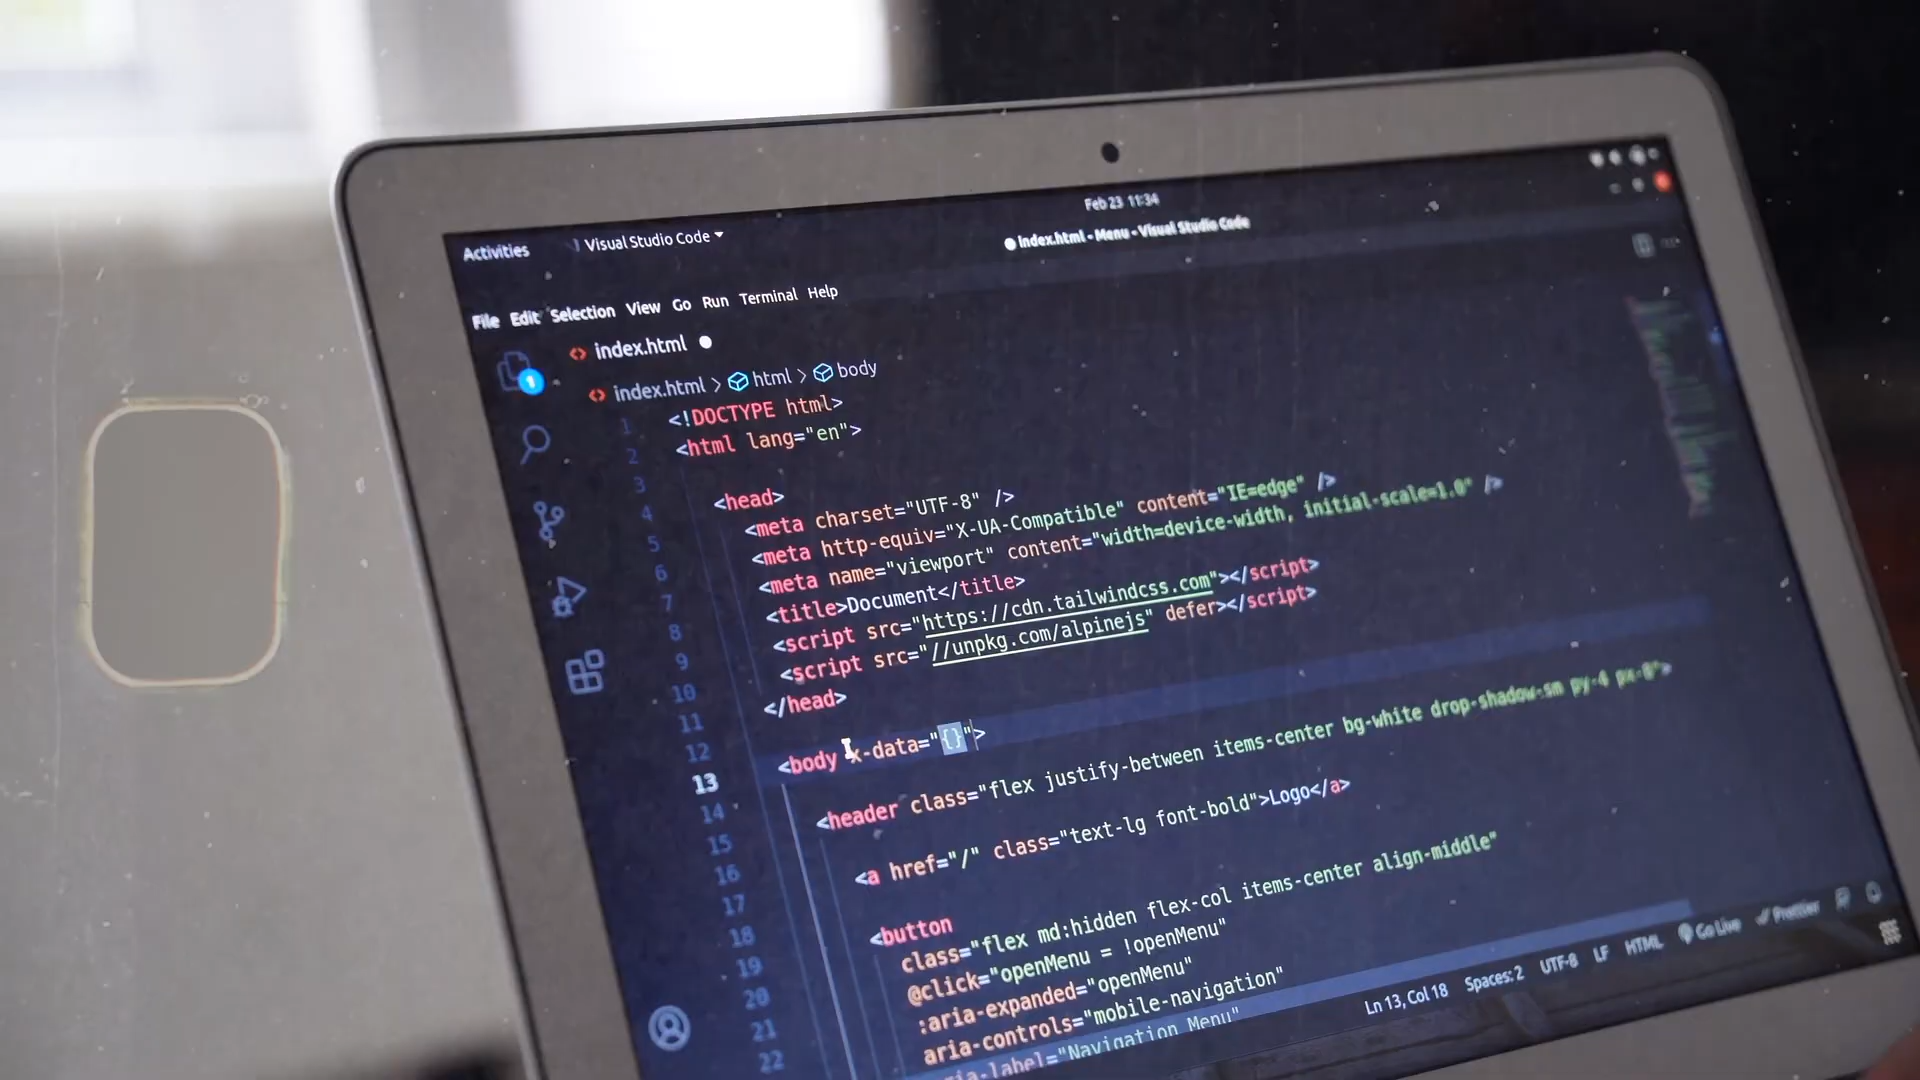 Feb 23 11:34
Activities
Visual Studio Code
index.html - Menu - Visual Studio Code
File Edit Selection View Go Run Terminal Help
1
index.html
index.html > html > body
1 <!DOCTYPE html>
2 <html lang="en">
3
4 <head>
5 <meta charset="UTF-8" />
6 <meta http-equiv="X-UA-Compatible" content="IE=edge" />
7 <meta name="viewport" content="width=device-width, initial-scale=1.0" />
8 <title>Document</title>
9 <script src="https://cdn.tailwindcss.com"></script>
10 <script src="//unpkg.com/alpinejs" defer></script>
11 </head>
12
13 <body x-data="{}">
14
15 <header class="flex justify-between items-center bg-white drop-shadow-sm py-4 px-8">
16
17 <a href="/" class="text-lg font-bold">Logo</a>
18
19 <button
20 class="flex md:hidden flex-col items-center align-middle"
21 @click="openMenu = !openMenu"
22 :aria-expanded="openMenu"
aria-controls="mobile-navigation"
aria-label="Navigation Menu"
Ln 13, Col 18 Spaces: 2 UTF-8 LF HTML Go Live Prettier